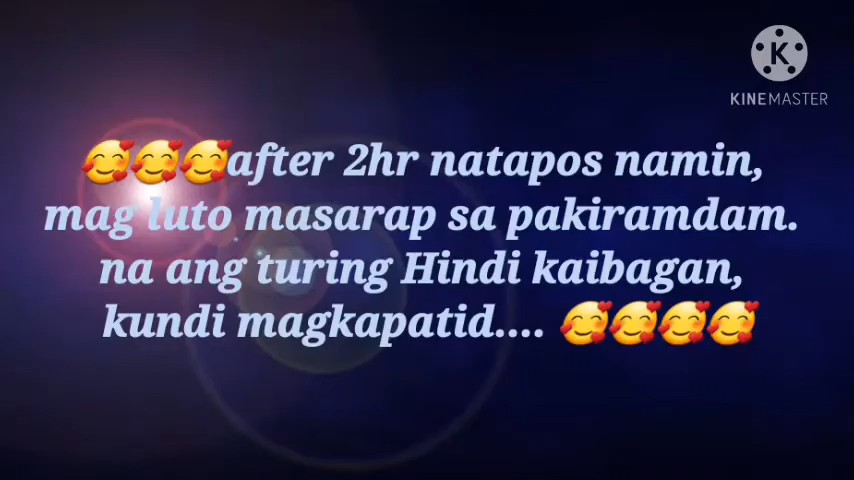 KINEMASTER
🥰🥰🥰after 2hr natapos namin,
mag luto masarap sa pakiramdam.
na ang turing Hindi kaibagan,
kundi magkapatid.... 🥰🥰🥰🥰